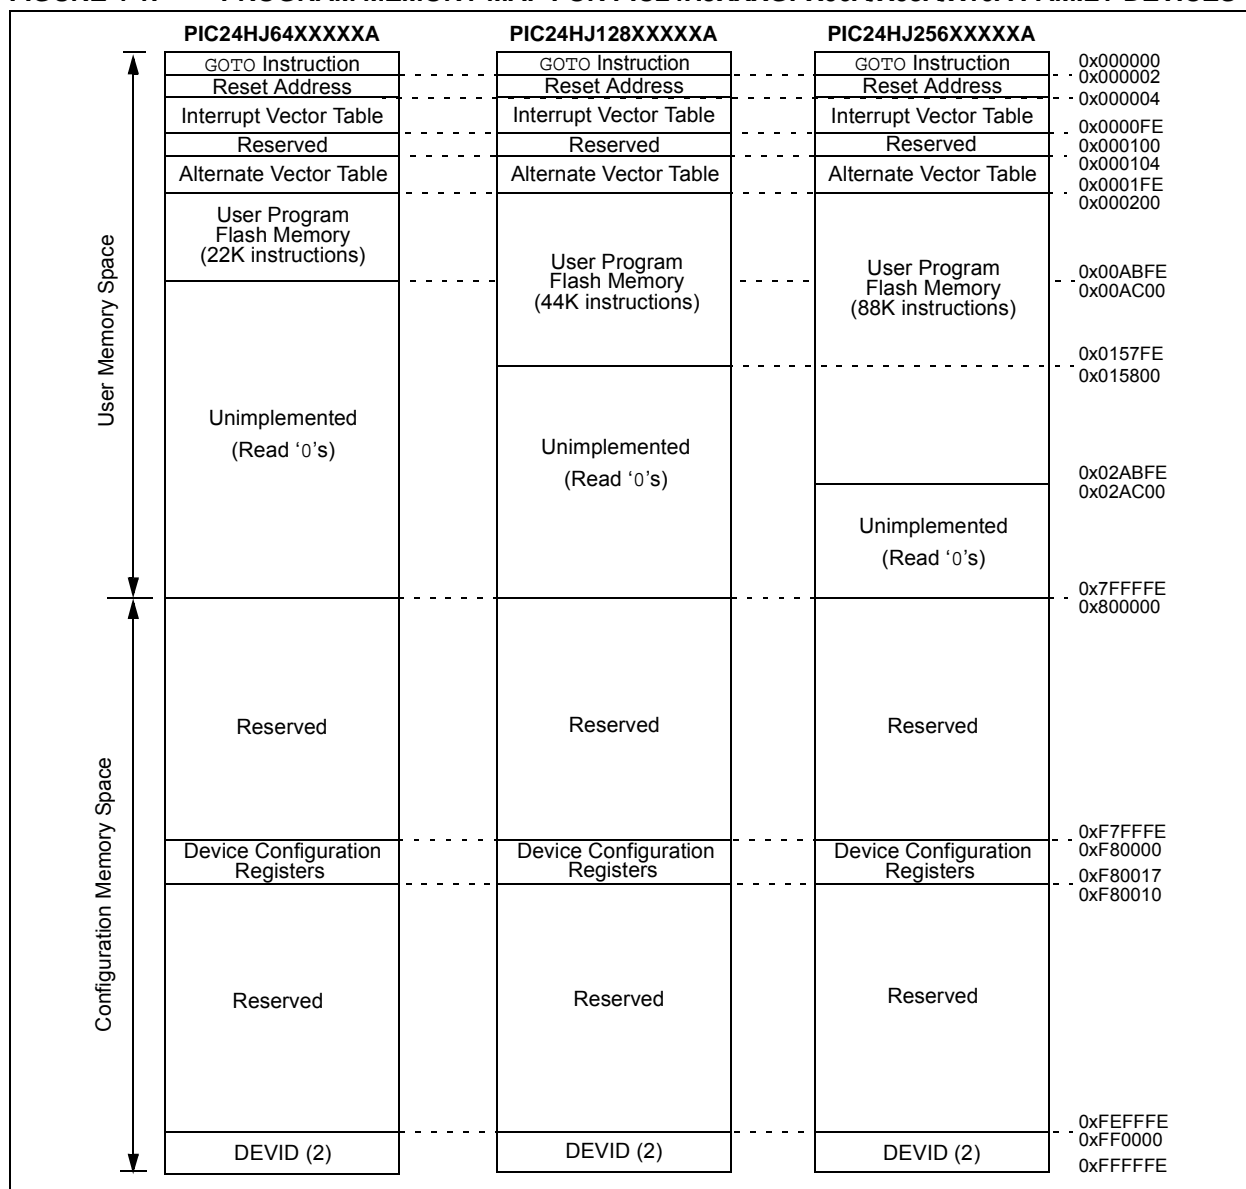 PIC24HJ64XXXXXA PIC24HJ128XXXXXA PIC24HJ256XXXXXA
GOTO Instruction GOTO Instruction GOTO Instruction 0x000000
0x000002
Reset Address Reset Address Reset Address
0x000004
Interrupt Vector Table Interrupt Vector Table Interrupt Vector Table
0x0000FE
Reserved Reserved Reserved 0x000100
0x000104
Alternate Vector Table Alternate Vector Table Alternate Vector Table
0x0001FE
0x000200
User Program
Flash Memory
(22K instructions)
User Program
Flash Memory
(44K instructions)
User Program
Flash Memory
(88K instructions)
0x00ABFE
0x00AC00
0x0157FE
0x015800
User Memory Space
Unimplemented
(Read ‘0’s)
Unimplemented
(Read ‘0’s)
0x02ABFE
0x02AC00
Unimplemented
(Read ‘0’s)
0x7FFFFE
0x800000
Reserved Reserved Reserved
Configuration Memory Space
0xF7FFFE
0xF80000
Device Configuration
Registers
Device Configuration
Registers
Device Configuration
Registers
0xF80017
0xF80010
Reserved Reserved Reserved
0xFEFFFE
0xFF0000
DEVID (2) DEVID (2) DEVID (2)
0xFFFFFE